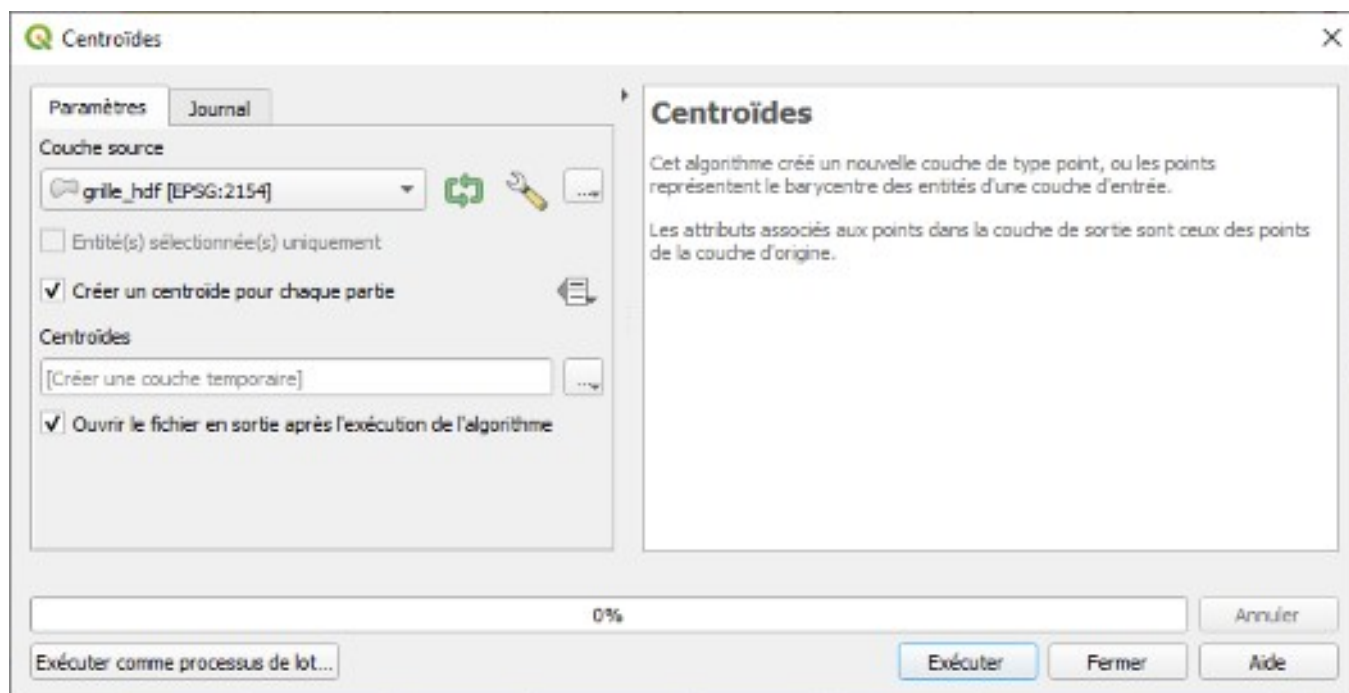 Centroïdes
Paramètres
Journal
Couche source
grille_hdf [EPSG:2154]
...
Entité(s) sélectionnée(s) uniquement
Créer un centroïde pour chaque partie
Centroïdes
[Créer une couche temporaire]
...
Ouvrir le fichier en sortie après l'exécution de l'algorithme
Centroïdes
Cet algorithme créé un nouvelle couche de type point, ou les points
représentent le barycentre des entités d'une couche d'entrée.
Les attributs associés aux points dans la couche de sortie sont ceux des points
de la couche d'origine.
0%
Annuler
Exécuter comme processus de lot...
Exécuter
Fermer
Aide